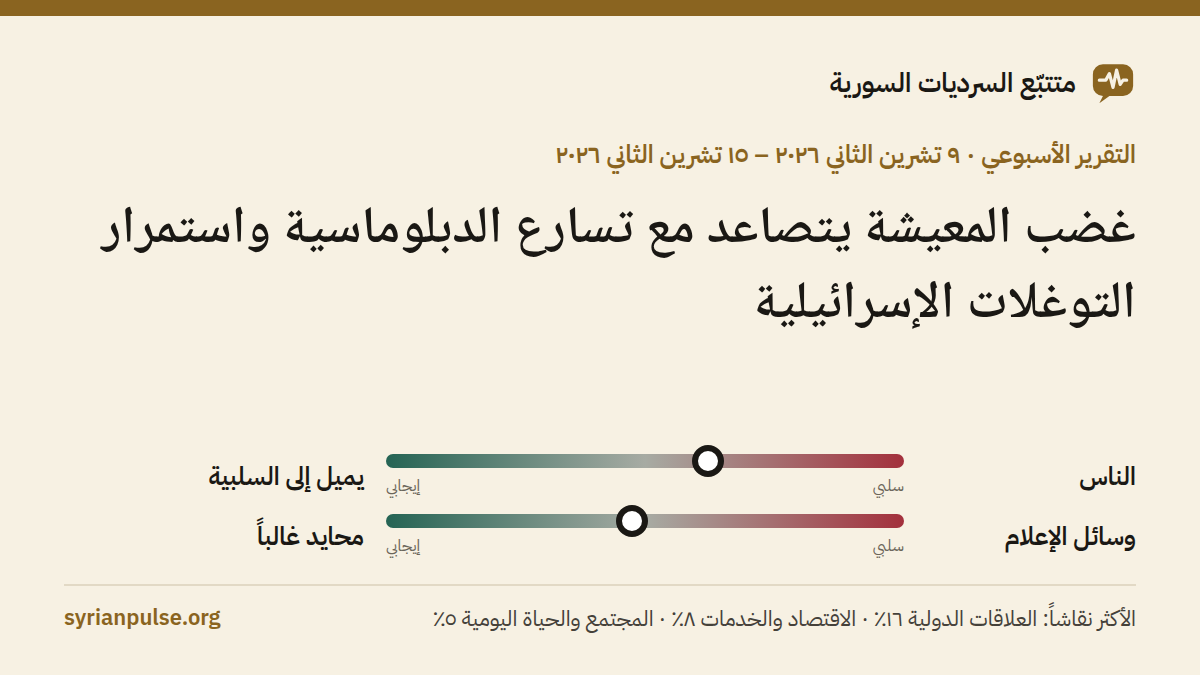 متتبّع السرديات السورية
التقرير الأسبوعي · ٩ تشرين الثاني ٢٠٢٦ – ١٥ تشرين الثاني ٢٠٢٦
غضب المعيشة يتصاعد مع تسارع الدبلوماسية واستمرار
التوغلات الإسرائيلية
الناس
سلبي
إيجابي
يميل إلى السلبية
وسائل الإعلام
سلبي
إيجابي
محايد غالباً
الأكثر نقاشاً: العلاقات الدولية ١٦٪ · الاقتصاد والخدمات ٨٪ · المجتمع والحياة اليومية ٥٪
syrianpulse.org